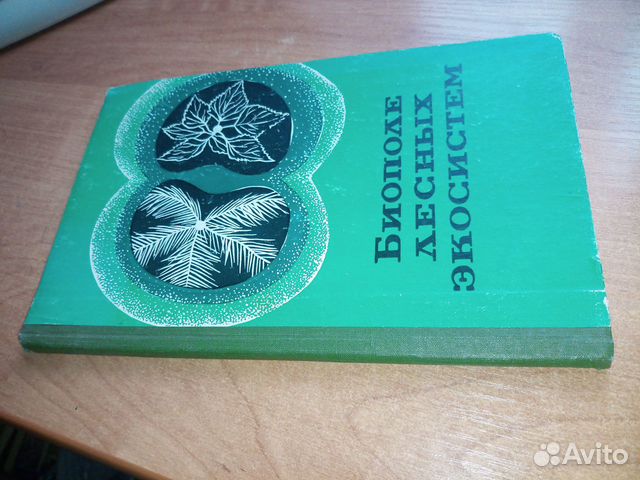 Биополе
лесных
экосистем
Avito